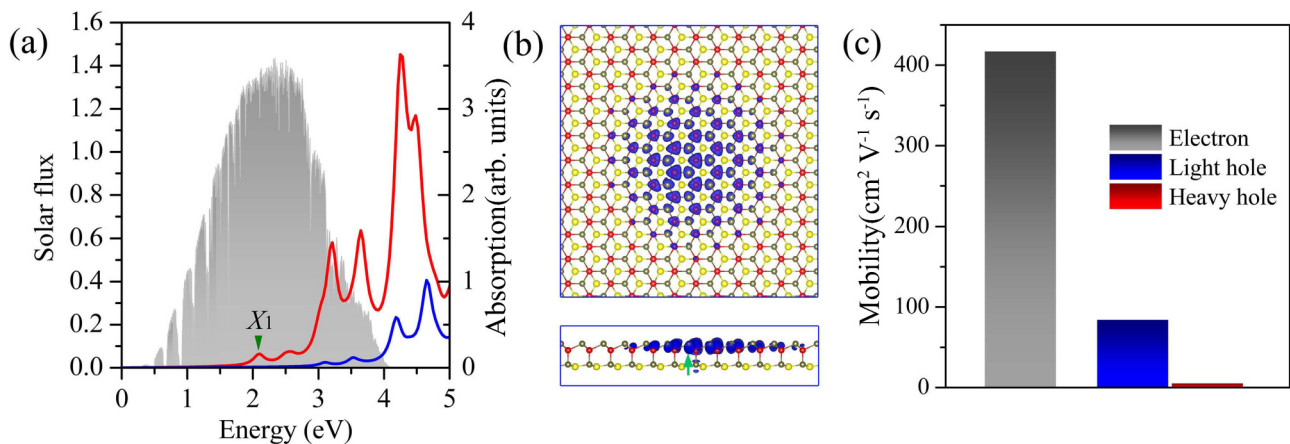 (a)
Solar flux
1.6
1.4
1.2
1.0
0.8
0.6
0.4
0.2
0.0
X1
0 1 2 3 4 5
Energy (eV)
4
3
2
1
0
Absorption(arb. units)
(b)
(c)
Mobility(cm² V⁻¹ s⁻¹)
400
300
200
100
0
Electron
Light hole
Heavy hole